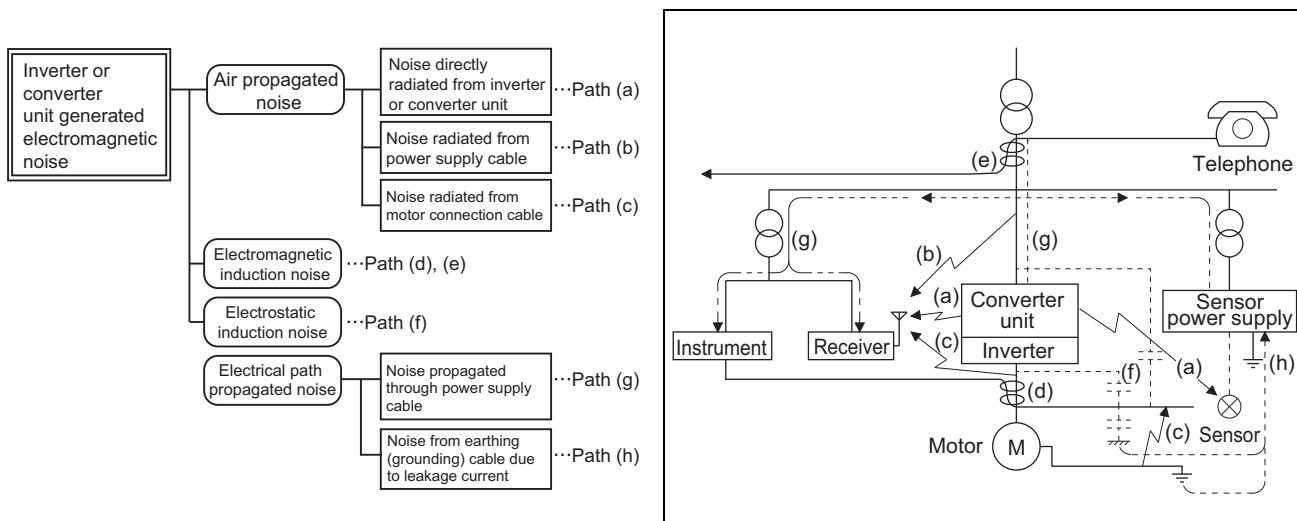 Inverter or
converter
unit generated
electromagnetic
noise
Air propagated
noise
Noise directly
radiated from inverter
or converter unit
···Path (a)
Noise radiated from
power supply cable
···Path (b)
Noise radiated from
motor connection cable
···Path (c)
Electromagnetic
induction noise
···Path (d), (e)
Electrostatic
induction noise
···Path (f)
Electrical path
propagated noise
Noise propagated
through power supply
cable
···Path (g)
Noise from earthing
(grounding) cable due
to leakage current
···Path (h)
(e)
Telephone
(g)
(g)
(b)
(a)
Converter
unit
Inverter
Sensor
power supply
Instrument
Receiver
(c)
(f)
(a)
(h)
(d)
Motor
M
(c)
Sensor